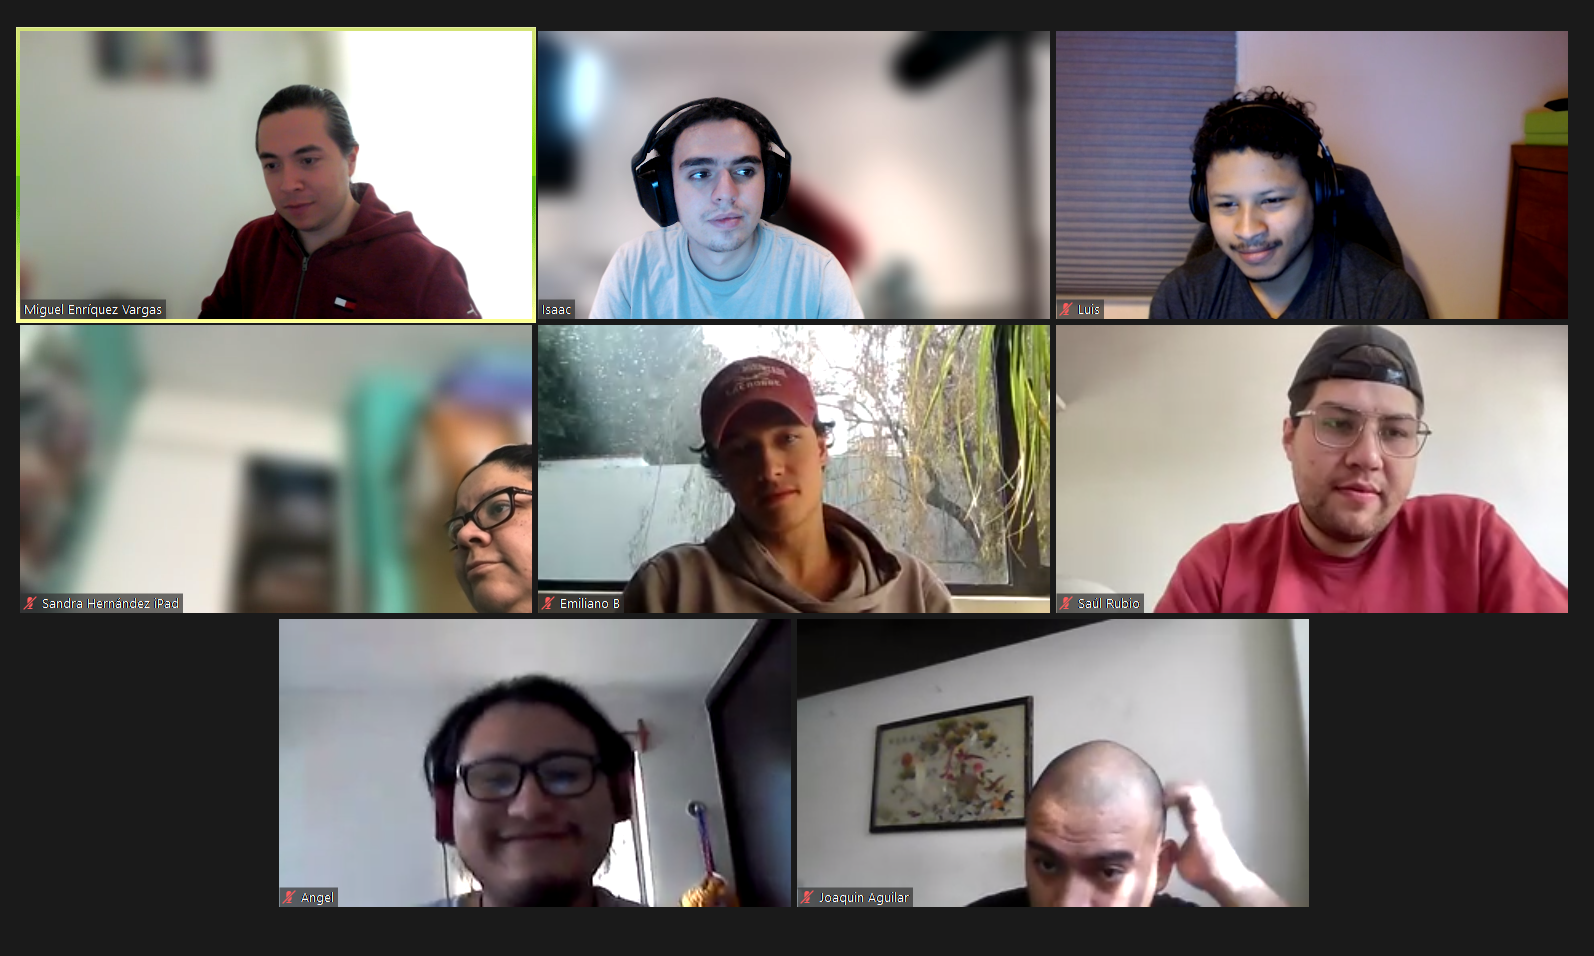 Miguel Enríquez Vargas
Isaac
Luis
Sandra Hernández iPad
Emiliano B
Saúl Rubio
Angel
Joaquin Aguilar